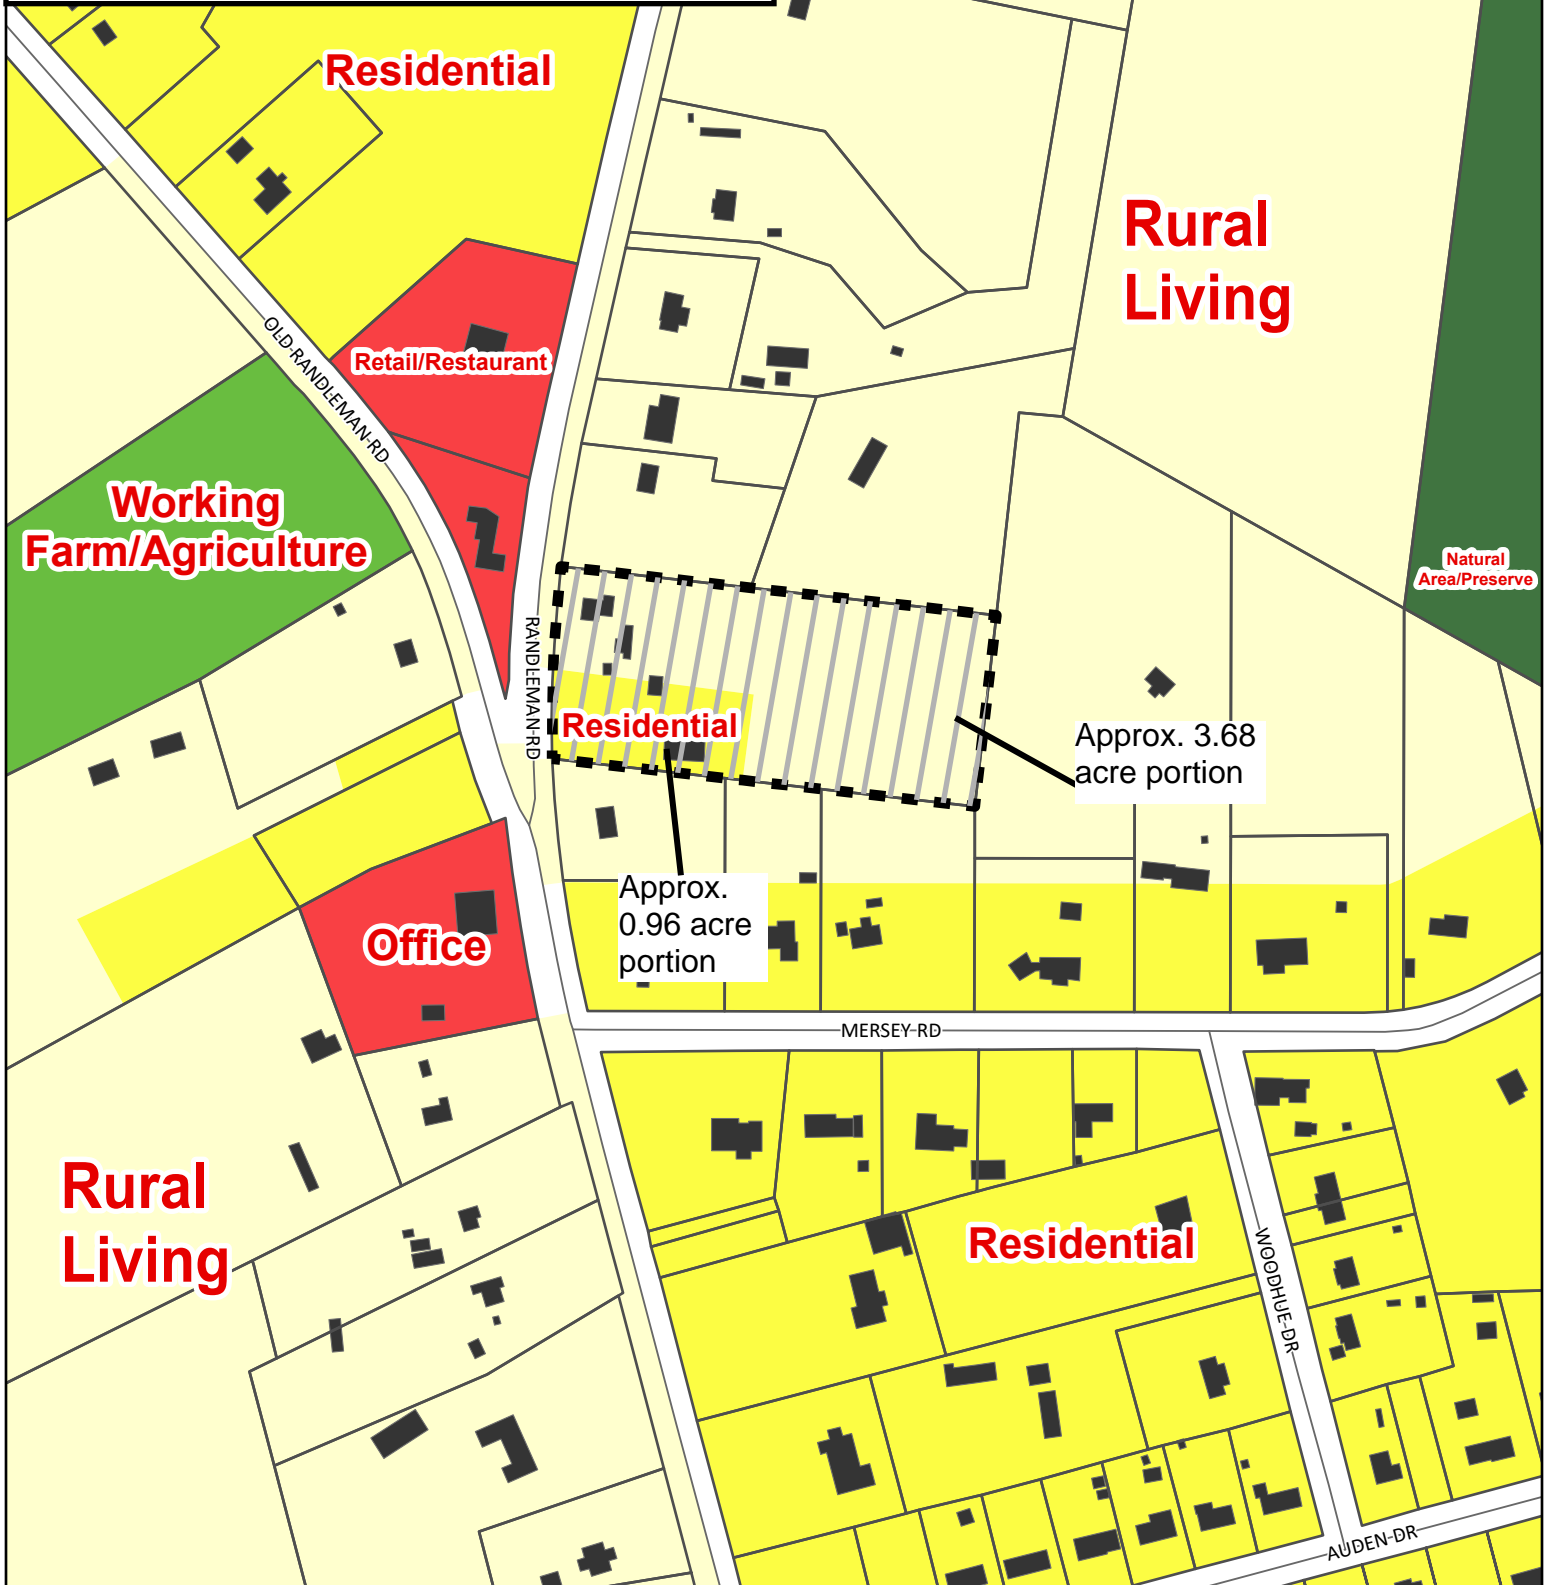 Residential
Rural
Living
OLD RANDLEMAN RD
Retail/Restaurant
Working
Farm/Agriculture
Natural
Area/Preserve
RANDLEMAN RD
Residential
Approx. 3.68
acre portion
Approx.
0.96 acre
portion
Office
MERSEY RD
Rural
Living
Residential
WOODHUE DR
AUDEN DR